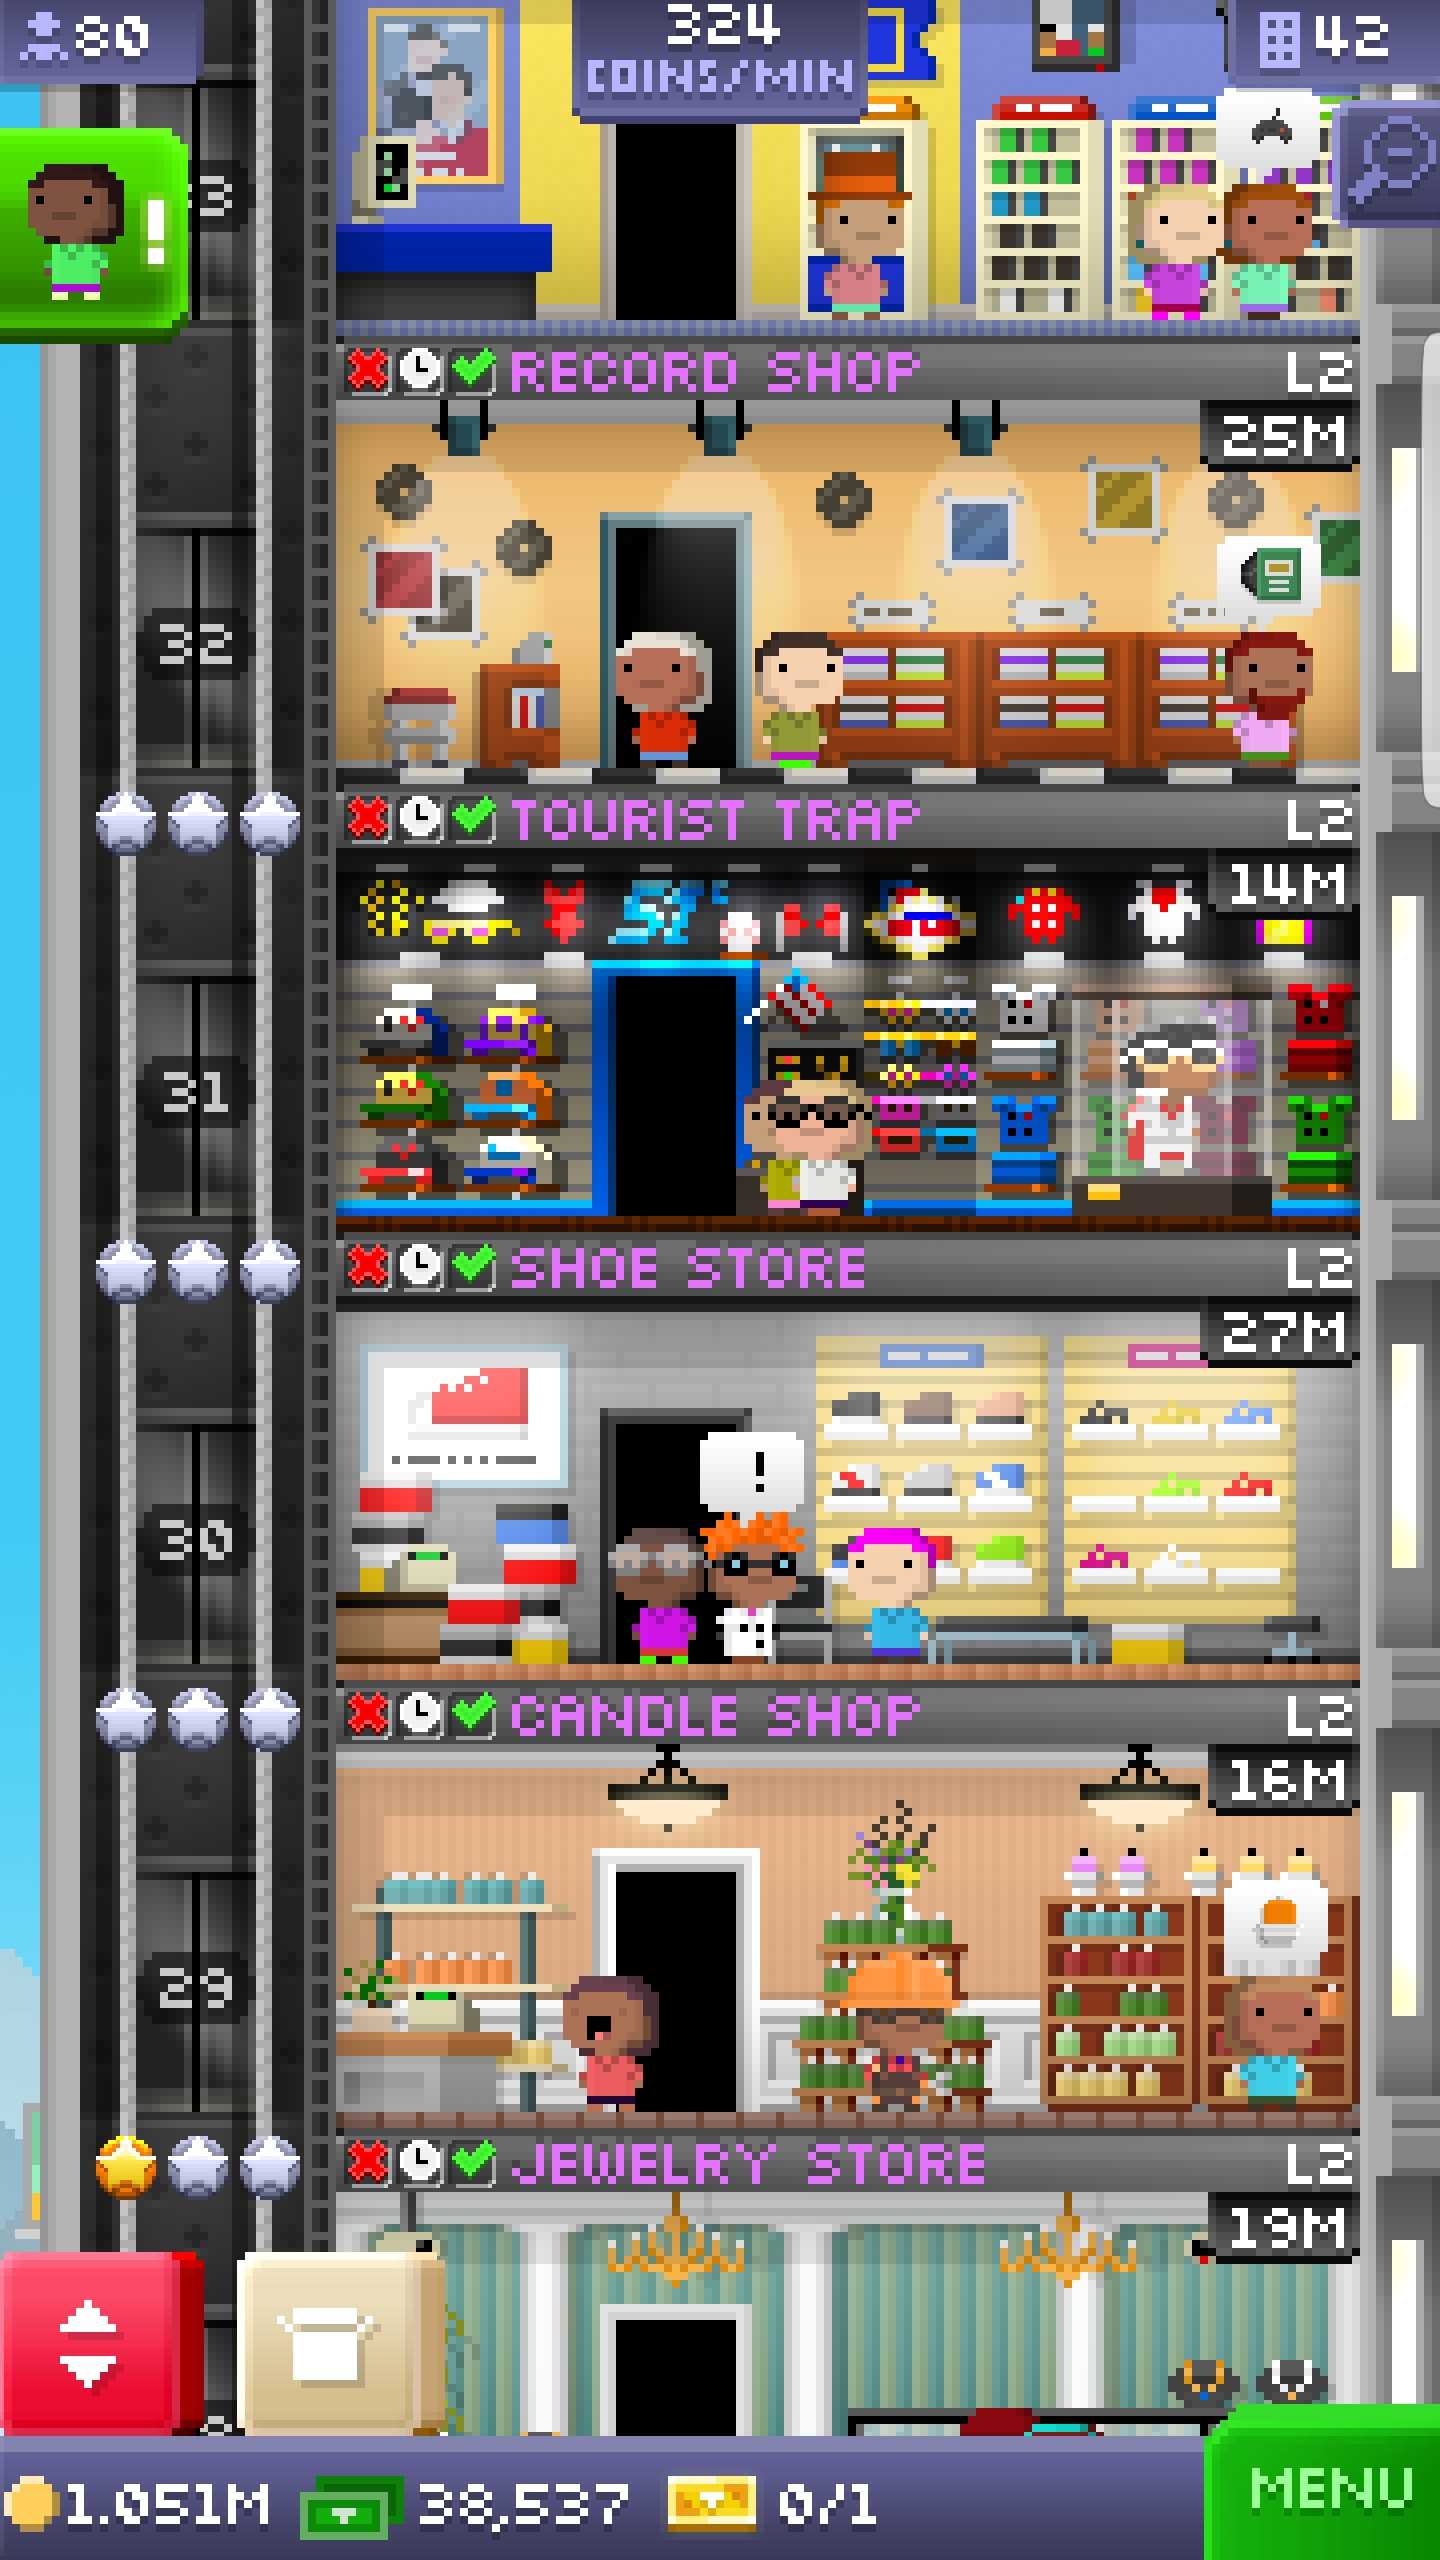 80
324
COINS/MIN
42
!
3
RECORD SHOP L2
25M
32
TOURIST TRAP L2
14M
31
SHOE STORE L2
27M
!
30
CANDLE SHOP L2
16M
29
JEWELRY STORE L2
19M
1.051M 38,537 0/1 MENU